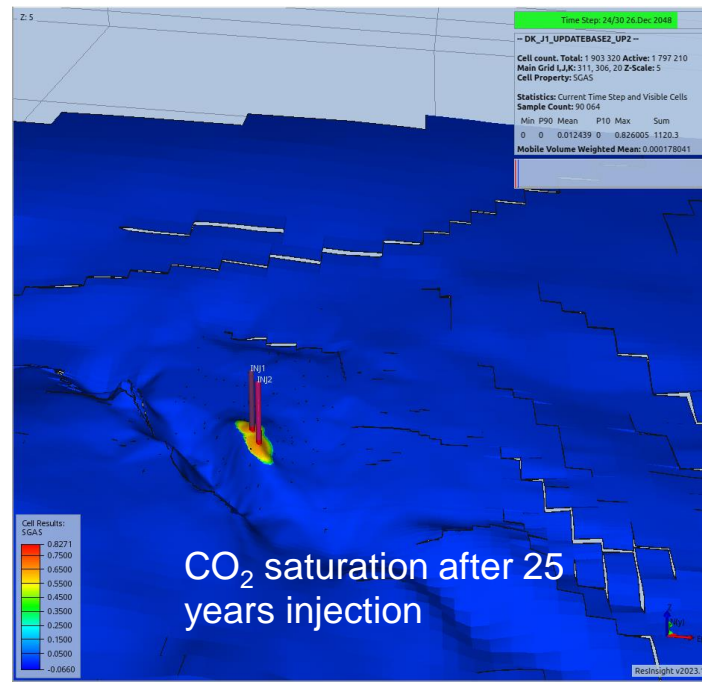 Z: 5
Time Step: 24/30 26.Dec 2048
-- DK_J1_UPDATEBASE2_UP2 --
Cell count. Total: 1 903 320 Active: 1 797 210
Main Grid I,J,K: 311, 306, 20 Z-Scale: 5
Cell Property: SGAS
Statistics: Current Time Step and Visible Cells
Sample Count: 90 064
Min P90 Mean P10 Max Sum
0 0 0.012439 0 0.826005 1120.3
Mobile Volume Weighted Mean: 0.000178041
INJ1
INJ2
Cell Results:
SGAS
0.8271
0.7500
0.6500
0.5500
0.4500
0.3500
0.2500
0.1500
0.0500
-0.0660
CO₂ saturation after 25
years injection
Z
ResInsight v2023.